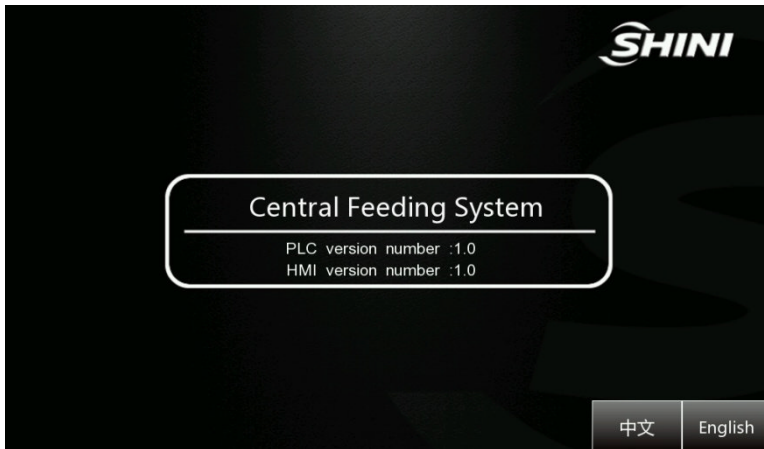 SHINI
Central Feeding System
PLC version number :1.0
HMI version number :1.0
中文
English